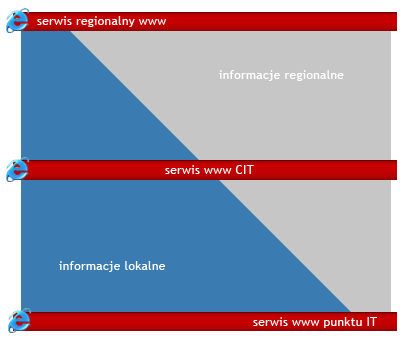 serwis regionalny www
informacje regionalne
serwis www CIT
informacje lokalne
serwis www punktu IT